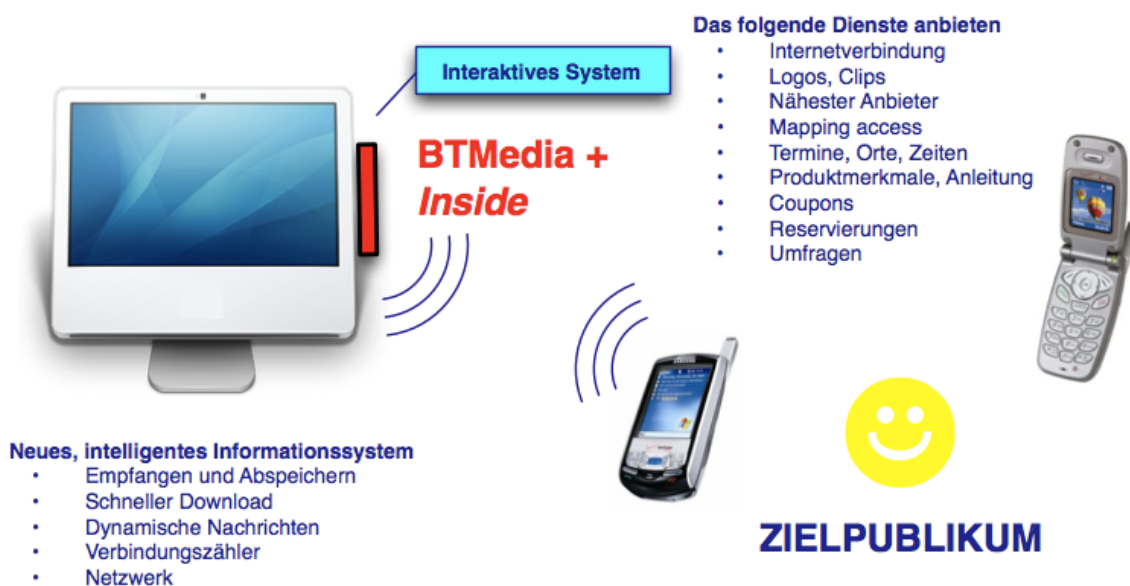 Das folgende Dienste anbieten
• Internetverbindung
• Logos, Clips
• Nähester Anbieter
• Mapping access
• Termine, Orte, Zeiten
• Produktmerkmale, Anleitung
• Coupons
• Reservierungen
• Umfragen
Interaktives System
BTMedia +
Inside
SAMSUNG
Neues, intelligentes Informationssystem
• Empfangen und Abspeichern
• Schneller Download
• Dynamische Nachrichten
• Verbindungszähler
• Netzwerk
ZIELPUBLIKUM